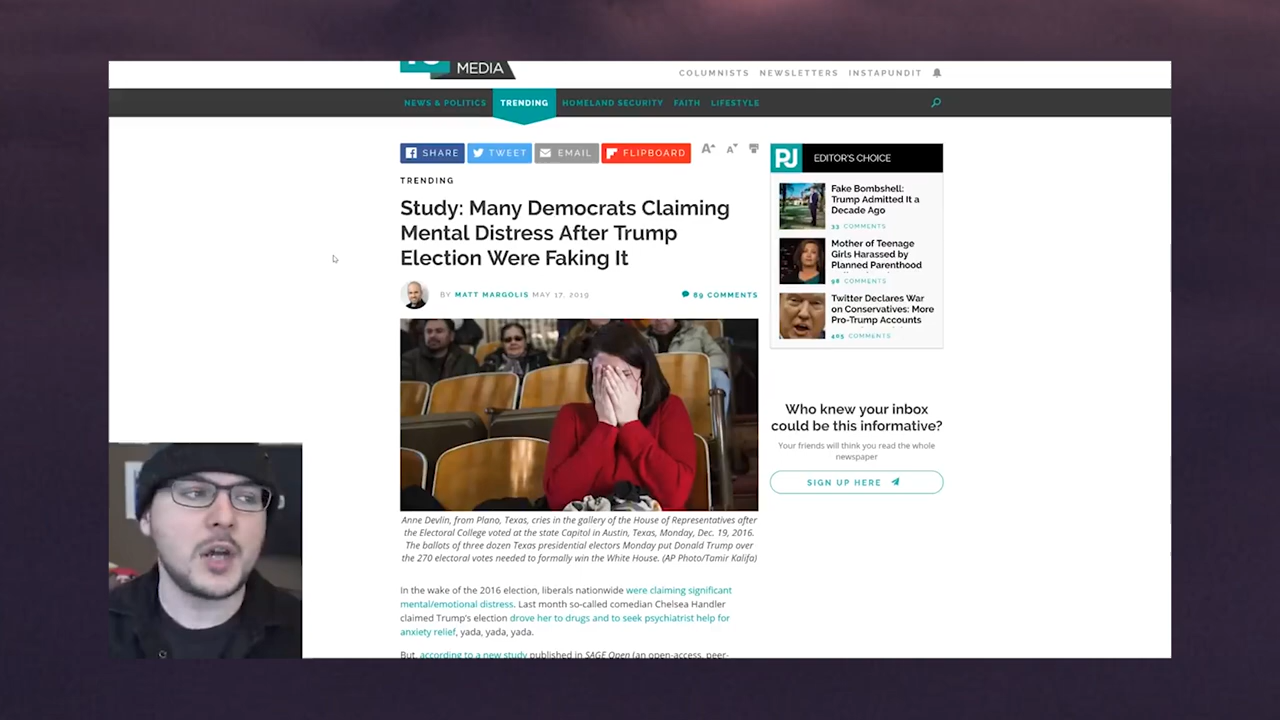 MEDIA
COLUMNISTS NEWSLETTERS INSTAPUNDIT
NEWS & POLITICS TRENDING HOMELAND SECURITY FAITH LIFESTYLE
SHARE TWEET EMAIL FLIPBOARD A A
TRENDING
Study: Many Democrats Claiming
Mental Distress After Trump
Election Were Faking It
BY MATT MARGOLIS MAY 17, 2019
89 COMMENTS
Anne Devlin, from Plano, Texas, cries in the gallery of the House of Representatives after
the Electoral College voted at the state Capitol in Austin, Texas, Monday, Dec. 19, 2016.
The ballots of three dozen Texas presidential electors Monday put Donald Trump over
the 270 electoral votes needed to formally win the White House. (AP Photo/Tamir Kalifa)
In the wake of the 2016 election, liberals nationwide were claiming significant
mental/emotional distress. Last month so-called comedian Chelsea Handler
claimed Trump's election drove her to drugs and to seek psychiatrist help for
anxiety relief, yada, yada, yada.
But, according to a new study published in SAGE Open (an open-access, peer-
PJ EDITOR'S CHOICE
Fake Bombshell:
Trump Admitted It a
Decade Ago
33 COMMENTS
Mother of Teenage
Girls Harassed by
Planned Parenthood
98 COMMENTS
Twitter Declares War
on Conservatives: More
Pro-Trump Accounts
465 COMMENTS
Who knew your inbox
could be this informative?
Your friends will think you read the whole
newspaper
SIGN UP HERE